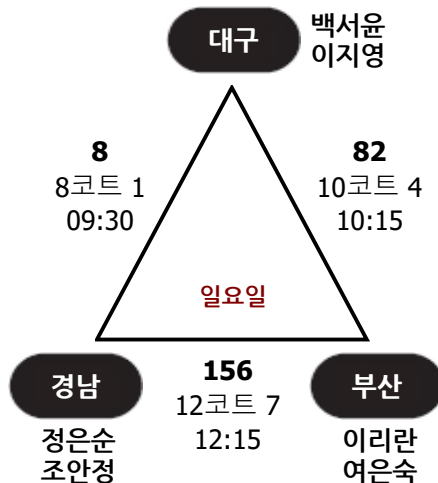 대구
백서윤
이지영
8
8코트 1
09:30
82
10코트 4
10:15
일요일
경남
정은순
조안정
156
12코트 7
12:15
부산
이리란
여은숙